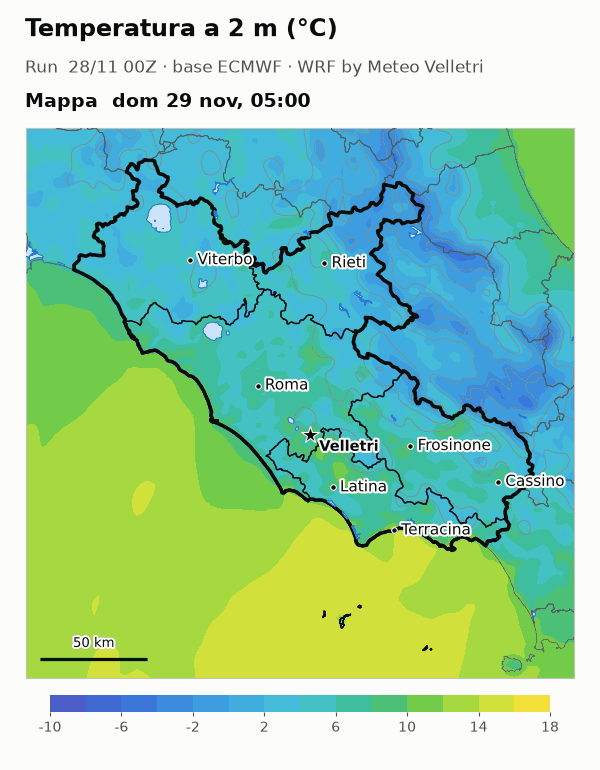 Temperatura a 2 m (°C)
Run  28/11 00Z · base ECMWF · WRF by Meteo Velletri
Mappa  dom 29 nov, 05:00
Viterbo
Rieti
Roma
Velletri
Frosinone
Cassino
Latina
Terracina
50 km
-10 -6 -2 2 6 10 14 18